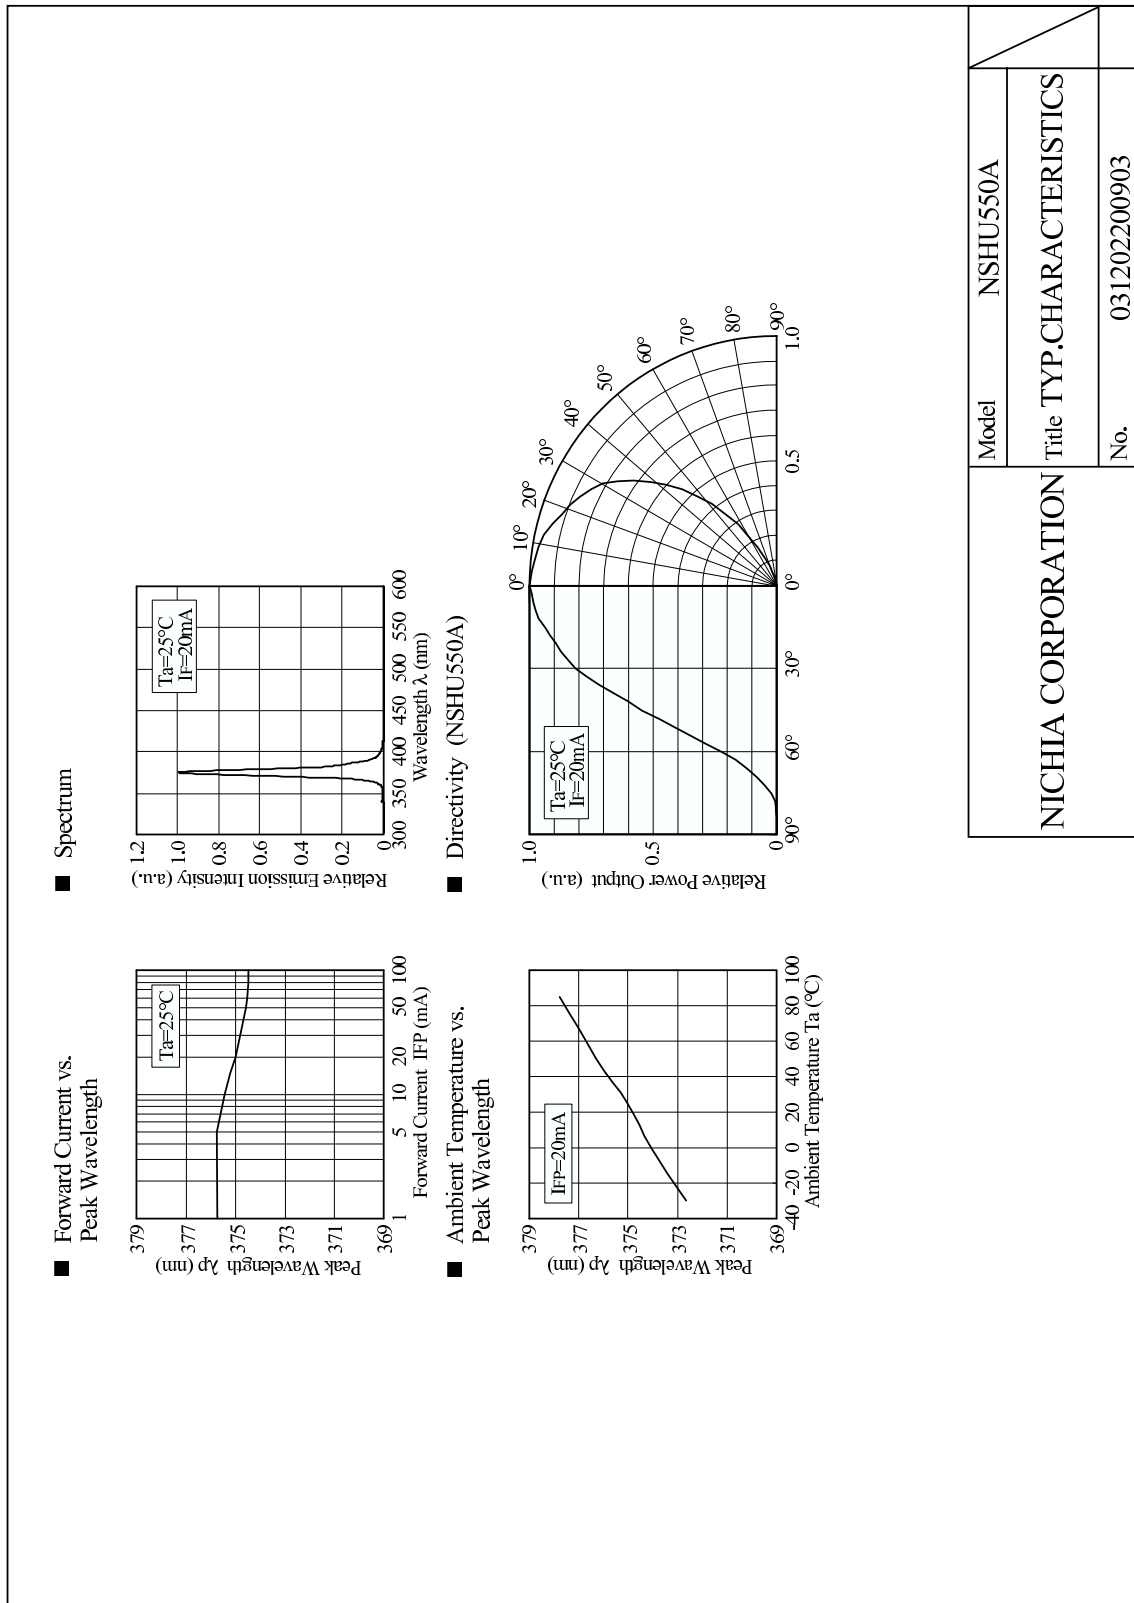 ■ Forward Current vs.
Peak Wavelength
379
377
375
373
371
369
Peak Wavelength λp (nm)
Ta=25°C
1 5 10 20 50 100
Forward Current IFP (mA)
■ Spectrum
1.2
1.0
0.8
0.6
0.4
0.2
0
Relative Emission Intensity (a.u.)
Ta=25°C
IF=20mA
300 350 400 450 500 550 600
Wavelength λ (nm)
■ Ambient Temperature vs.
Peak Wavelength
379
377
375
373
371
369
Peak Wavelength λp (nm)
IFP=20mA
-40 -20 0 20 40 60 80 100
Ambient Temperature Ta (°C)
■ Directivity (NSHU550A)
0°
10°
20°
30°
40°
50°
60°
70°
80°
90°
1.0
0.5
0
Relative Power Output (a.u.)
Ta=25°C
IF=20mA
90° 60° 30° 0° 0.5 1.0
NICHIA CORPORATION
Model NSHU550A
Title TYP.CHARACTERISTICS
No. 031202200903